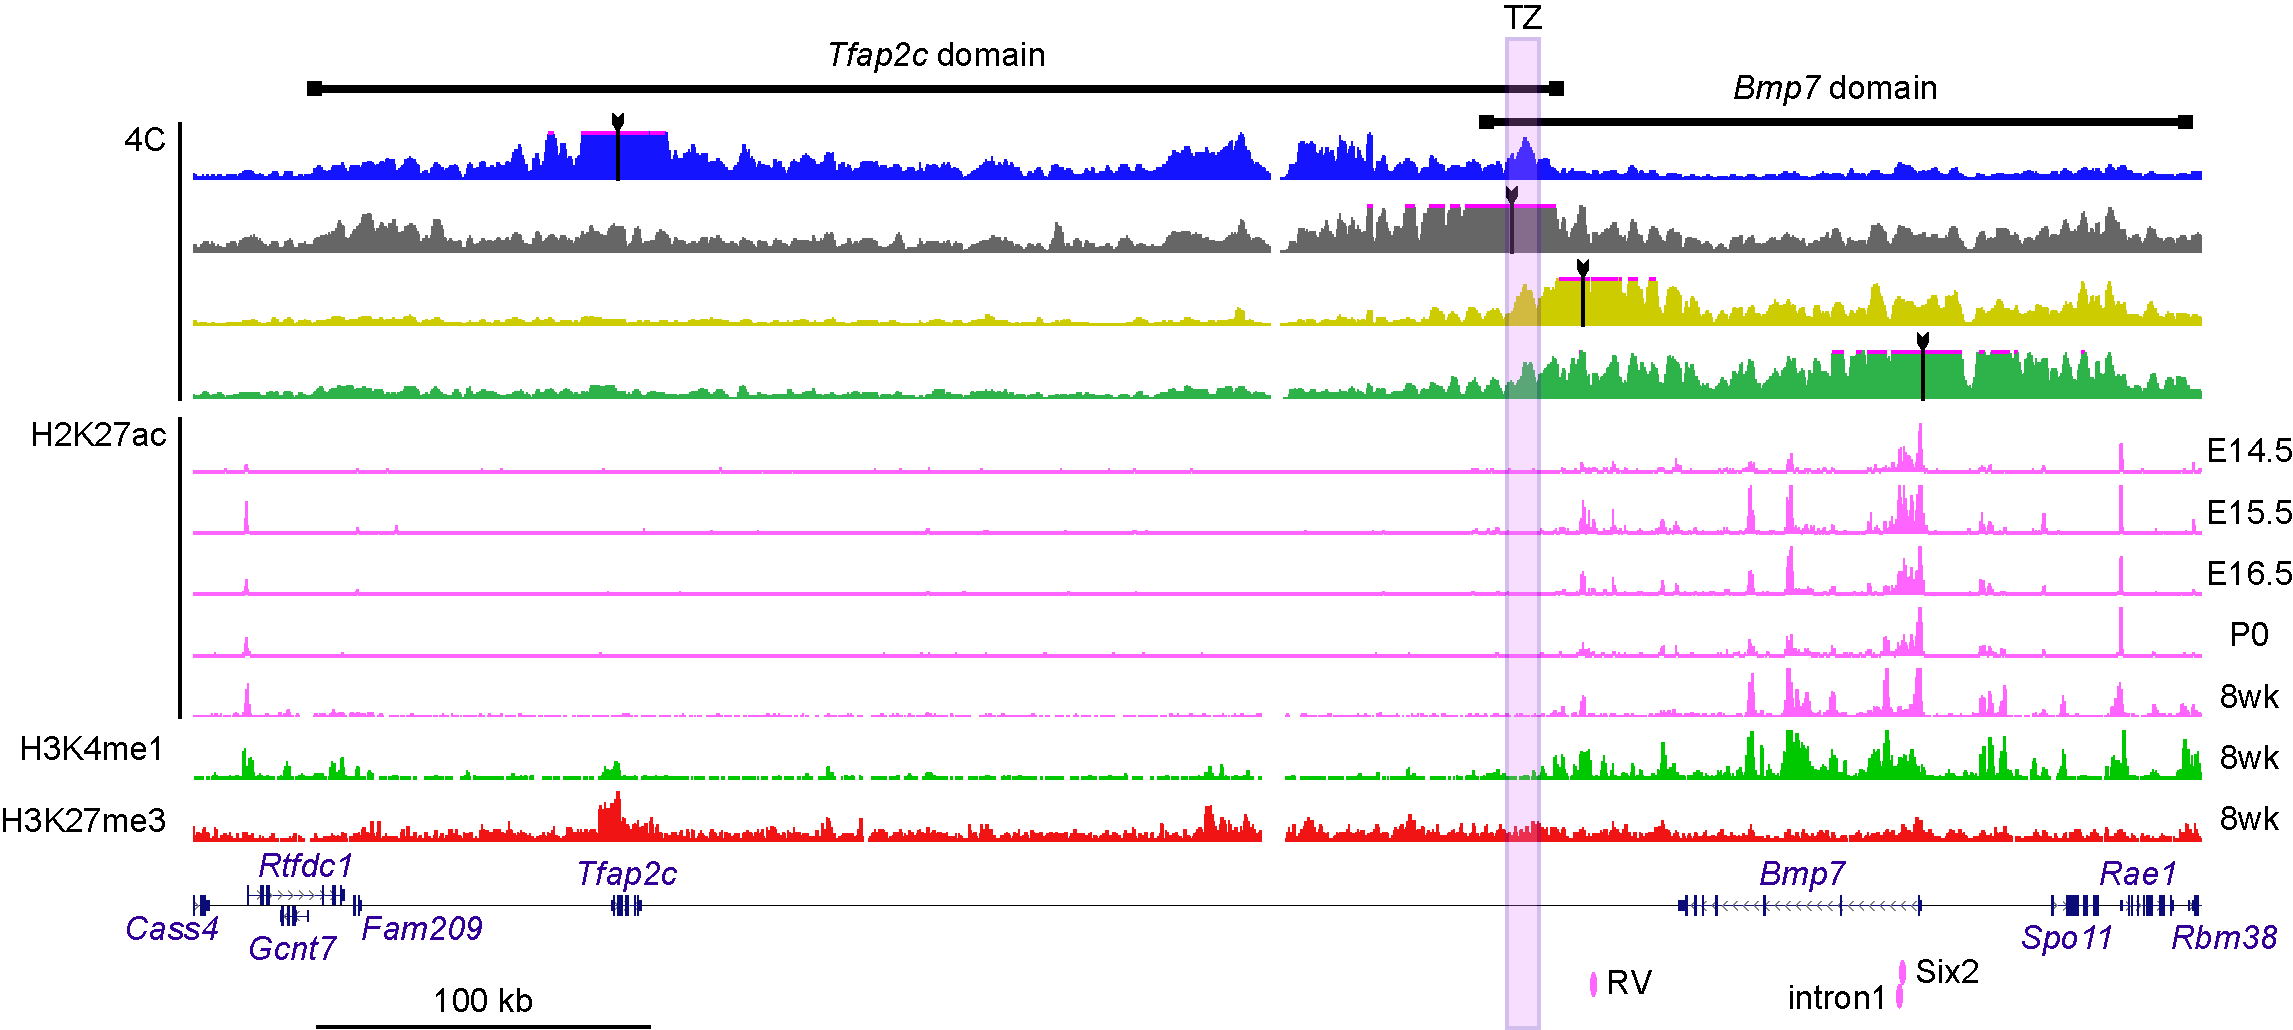 TZ
Tfap2c domain
Bmp7 domain
4C
H2K27ac
E14.5
E15.5
E16.5
P0
8wk
H3K4me1
8wk
H3K27me3
8wk
Rtfdc1
Tfap2c
Bmp7
Rae1
Cass4
Gcnt7
Fam209
Spo11
Rbm38
RV
Six2
intron1
100 kb